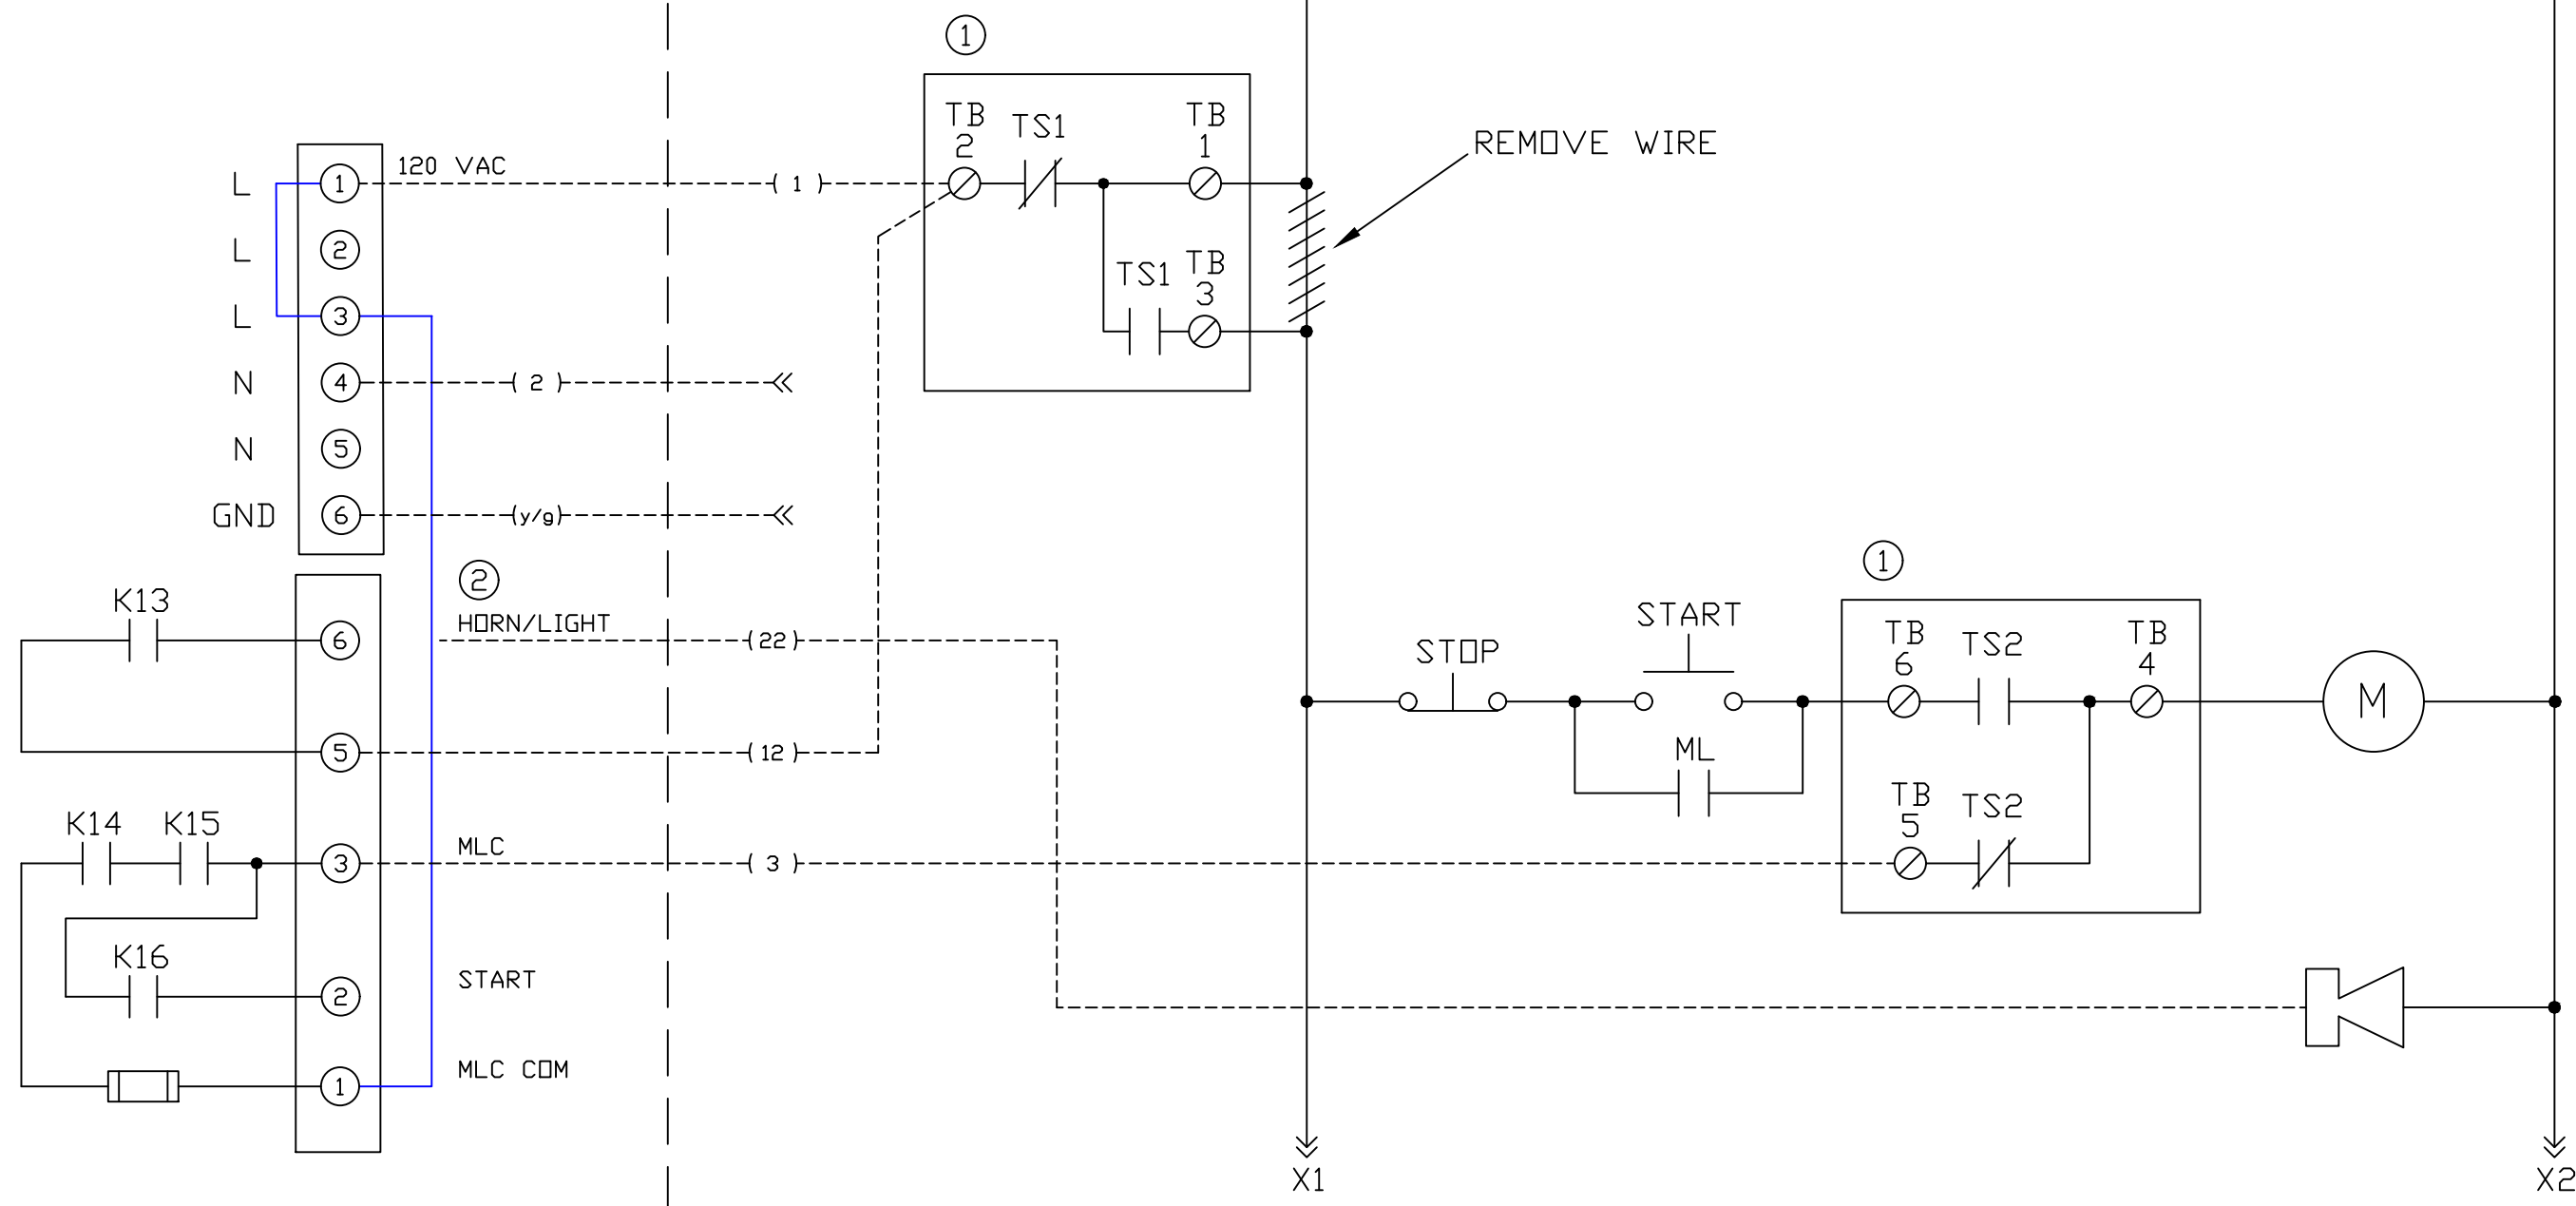 1
TB
2
TS1
TB
1
REMOVE WIRE
L
1
120 VAC
( 1 )
L
2
L
3
TS1
TB
3
N
4
( 2 )
N
5
GND
6
(y/g)
1
2
K13
6
HORN/LIGHT
(22)
STOP
START
TB
6
TS2
TB
4
M
5
(12)
ML
K14
K15
3
MLC
( 3 )
TB
5
TS2
K16
2
START
1
MLC COM
X1
X2